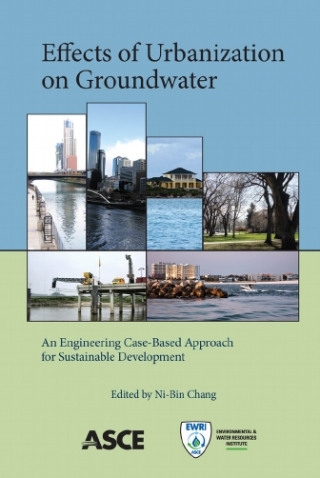 Effects of Urbanization
on Groundwater
An Engineering Case-Based Approach
for Sustainable Development
Edited by Ni-Bin Chang
ASCE
EWRI
ASCE
ENVIRONMENTAL &
WATER RESOURCES
INSTITUTE